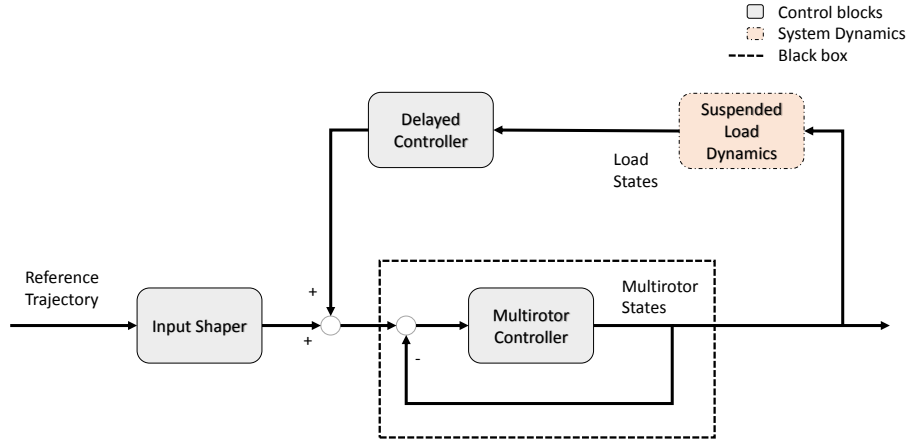 Control blocks
System Dynamics
Black box
Delayed
Controller
Suspended
Load
Dynamics
Load
States
Reference
Trajectory
Input Shaper
+
+
-
Multirotor
Controller
Multirotor
States